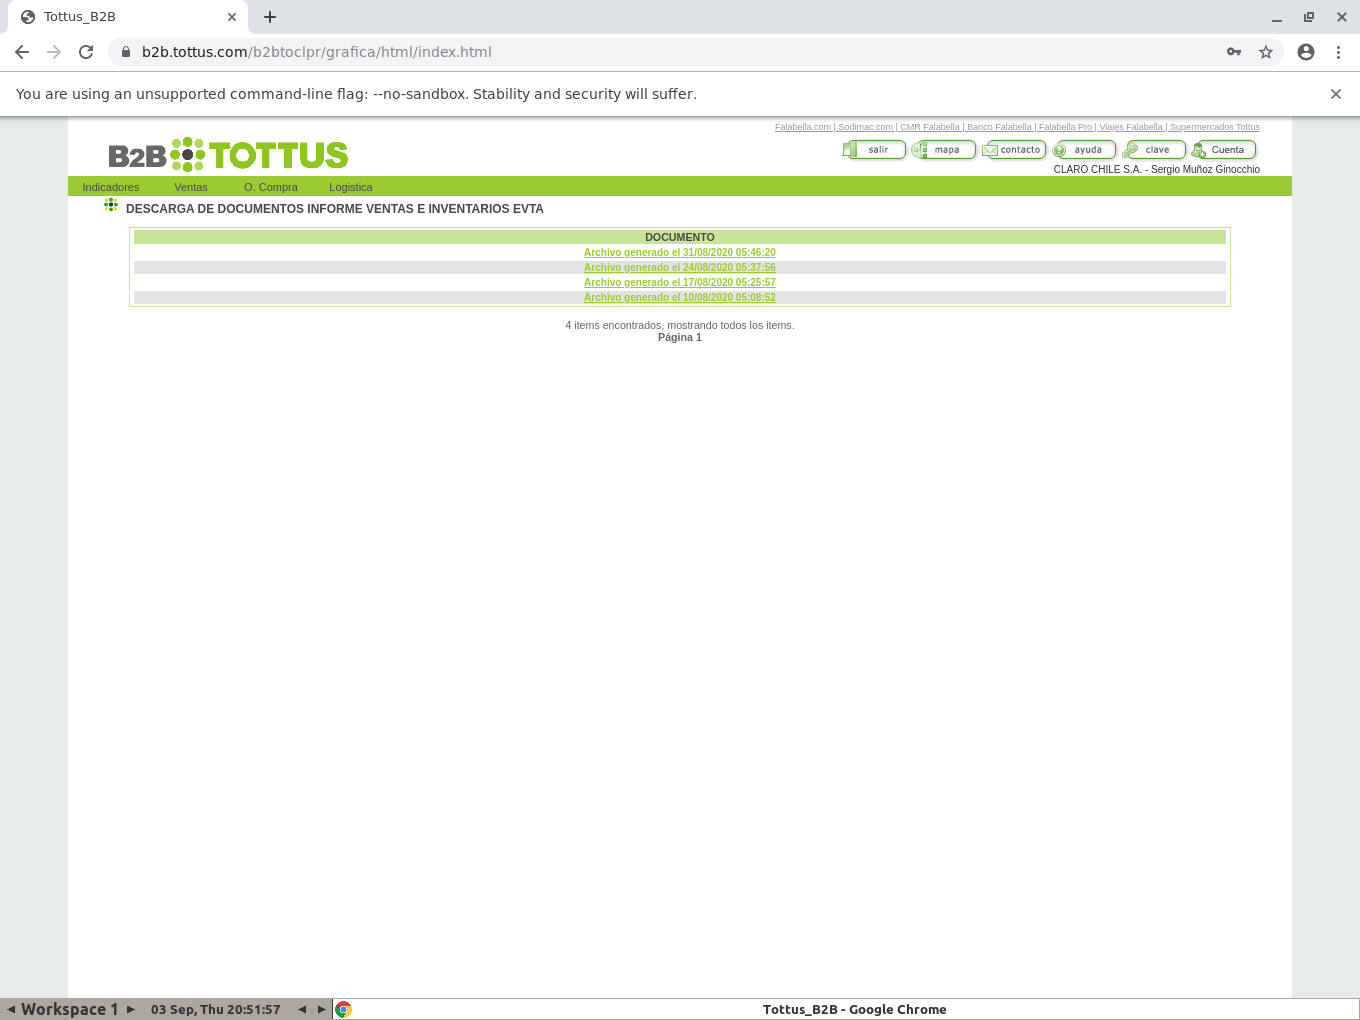 Tottus_B2B
b2b.tottus.com/b2btoclpr/grafica/html/index.html
You are using an unsupported command-line flag: --no-sandbox. Stability and security will suffer.
Falabella.com | Sodimac.com | CMR Falabella | Banco Falabella | Falabella Pro | Viajes Falabella | Supermercados Tottus
B2B TOTTUS
salir mapa contacto ayuda clave Cuenta
CLARO CHILE S.A. - Sergio Muñoz Ginocchio
Indicadores Ventas O. Compra Logistica
DESCARGA DE DOCUMENTOS INFORME VENTAS E INVENTARIOS EVTA
DOCUMENTO
Archivo generado el 31/08/2020 05:46:20
Archivo generado el 24/08/2020 05:37:56
Archivo generado el 17/08/2020 05:25:57
Archivo generado el 10/08/2020 05:08:52
4 items encontrados, mostrando todos los items.
Página 1
Workspace 1 03 Sep, Thu 20:51:57 Tottus_B2B - Google Chrome